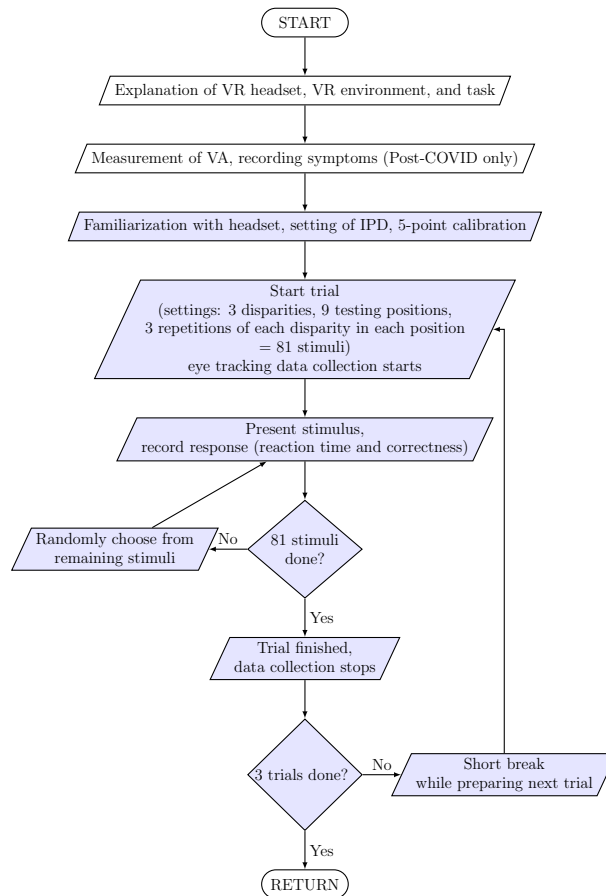 START
Explanation of VR headset, VR environment, and task
Measurement of VA, recording symptoms (Post-COVID only)
Familiarization with headset, setting of IPD, 5-point calibration
Start trial
(settings: 3 disparities, 9 testing positions,
3 repetitions of each disparity in each position
= 81 stimuli)
eye tracking data collection starts
Present stimulus,
record response (reaction time and correctness)
Randomly choose from
remaining stimuli
No
81 stimuli
done?
Yes
Trial finished,
data collection stops
3 trials done?
No
Short break
while preparing next trial
Yes
RETURN